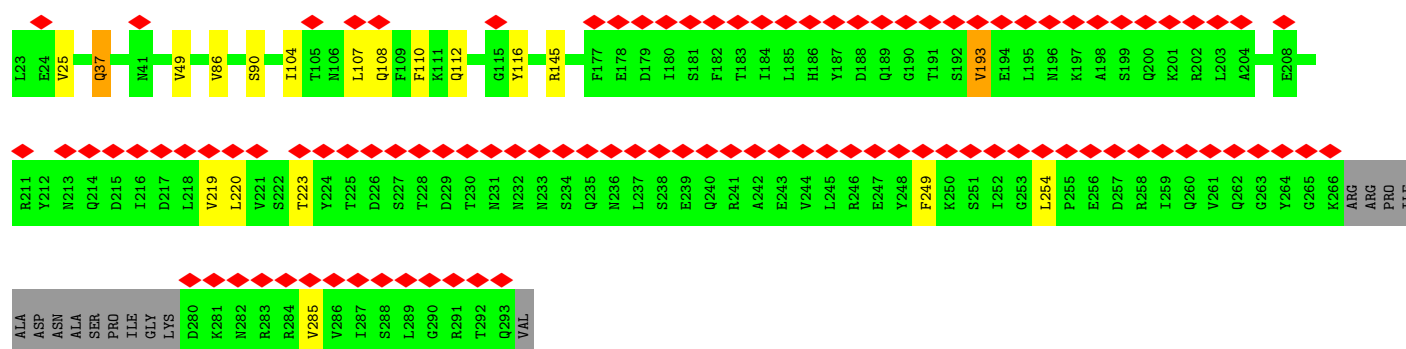 L23 E24 V25 Q37 N41 V49 V86 S90 I104 T105 N106 L107 Q108 F109 F110 K111 Q112 G115 Y116 R145 F177 E178 D179 I180 S181 F182 T183 I184 L185 H186 Y187 D188 Q189 G190 T191 S192 V193 E194 L195 N196 K197 A198 S199 Q200 K201 R202 L203 A204 E208
R211 Y212 N213 Q214 D215 I216 D217 L218 V219 L220 V221 S222 T223 Y224 T225 D226 S227 T228 D229 T230 N231 N232 N233 S234 Q235 N236 L237 S238 E239 Q240 R241 A242 E243 V244 L245 R246 E247 Y248 F249 K250 S251 I252 G253 L254 P255 E256 D257 R258 I259 Q260 V261 Q262 G263 Y264 G265 K266 ARG ARG PRO
ALA ASP ASN ALA SER PRO ILE GLY LYS D280 K281 N282 R283 R284 V285 V286 I287 S288 L289 G290 R291 T292 Q293 VAL